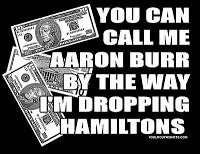 YOU CAN
CALL ME
AARON BURR
BY THE WAY
I'M DROPPING
HAMILTONS